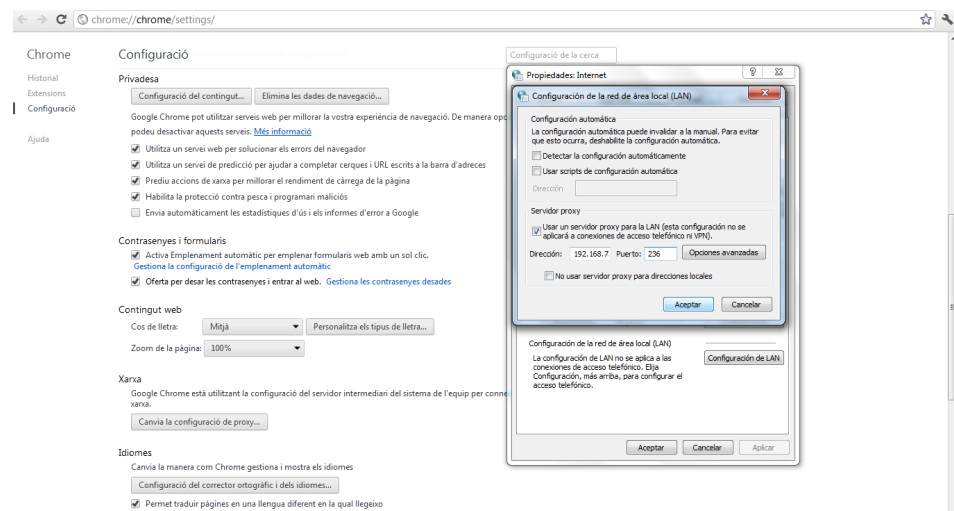 chrome://chrome/settings/
Chrome
Historial
Extensions
Configuració
Ajuda
Configuració
Configuració de la cerca
Privadesa
Configuració del contingut...
Elimina les dades de navegació...
Google Chrome pot utilitzar serveis web per millorar la vostra experiència de navegació. De manera opc
podeu desactivar aquests serveis. Més informació
Utilitza un servei web per solucionar els errors del navegador
Utilitza un servei de predicció per ajudar a completar cerques i URL escrits a la barra d'adreces
Prediu accions de xarxa per millorar el rendiment de càrrega de la pàgina
Habilita la protecció contra pesca i programari maliciós
Envia automàticament les estadístiques d'ús i els informes d'error a Google
Contrasenyes i formularis
Activa Emplenament automàtic per emplenar formularis web amb un sol clic.
Gestiona la configuració de l'emplenament automàtic
Oferta per desar les contrasenyes i entrar al web. Gestiona les contrasenyes desades
Contingut web
Cos de lletra:
Mitjà
Personalitza els tipus de lletra...
Zoom de la pàgina:
100%
Xarxa
Google Chrome està utilitzant la configuració del servidor intermediari del sistema de l'equip per conne
xarxa.
Canvia la configuració de proxy...
Idiomes
Canvia la manera com Chrome gestiona i mostra els idiomes
Configuració del corrector ortogràfic i dels idiomes...
Permet traduir pàgines en una llengua diferent en la qual llegeixo
Propiedades: Internet
Configuración de la red de área local (LAN)
Configuración automática
La configuración automática puede invalidar a la manual. Para evitar
que esto ocurra, deshabilite la configuración automática.
Detectar la configuración automáticamente
Usar scripts de configuración automática
Dirección
Servidor proxy
Usar un servidor proxy para la LAN (esta configuración no se
aplicará a conexiones de acceso telefónico ni VPN).
Dirección:
192.168.7
Puerto:
236
Opciones avanzadas
No usar servidor proxy para direcciones locales
Aceptar
Cancelar
Configuración de la red de área local (LAN)
La configuración de LAN no se aplica a las
conexiones de acceso telefónico. Elija
Configuración, más arriba, para configurar el
acceso telefónico.
Configuración de LAN
Aceptar
Cancelar
Aplicar